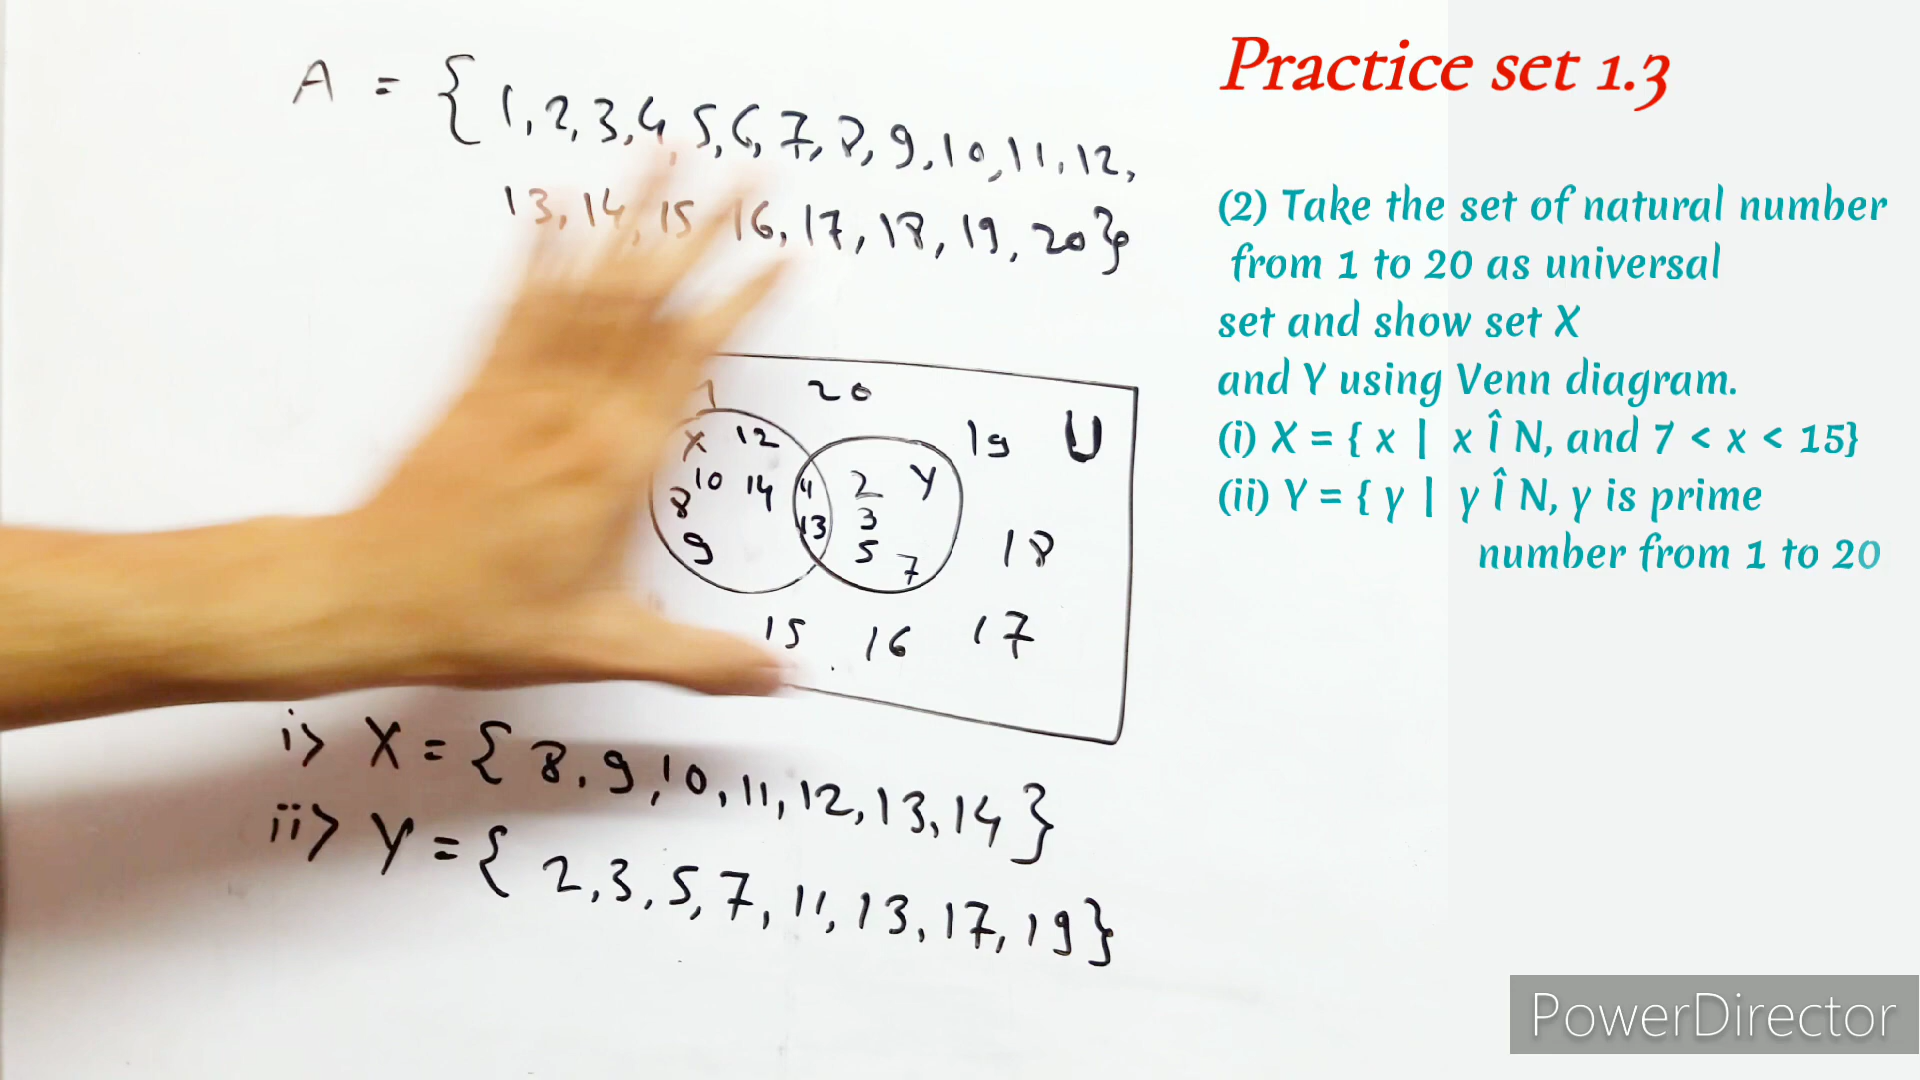 A = { 1, 2, 3, 4, 5, 6, 7, 8, 9, 10, 11, 12,
13, 14, 15 16, 17, 18, 19, 20 }
1 20
X 12 19 U
10 14 11 2 Y
8 13 3
9 5 7 18
15 16 17
i> X = { 8, 9, 10, 11, 12, 13, 14 }
ii> Y = { 2, 3, 5, 7, 11, 13, 17, 19 }
Practice set 1.3
(2) Take the set of natural number
from 1 to 20 as universal
set and show set X
and Y using Venn diagram.
(i) X = { x | x Î N, and 7 < x < 15}
(ii) Y = { y | y Î N, y is prime
number from 1 to 20
PowerDirector